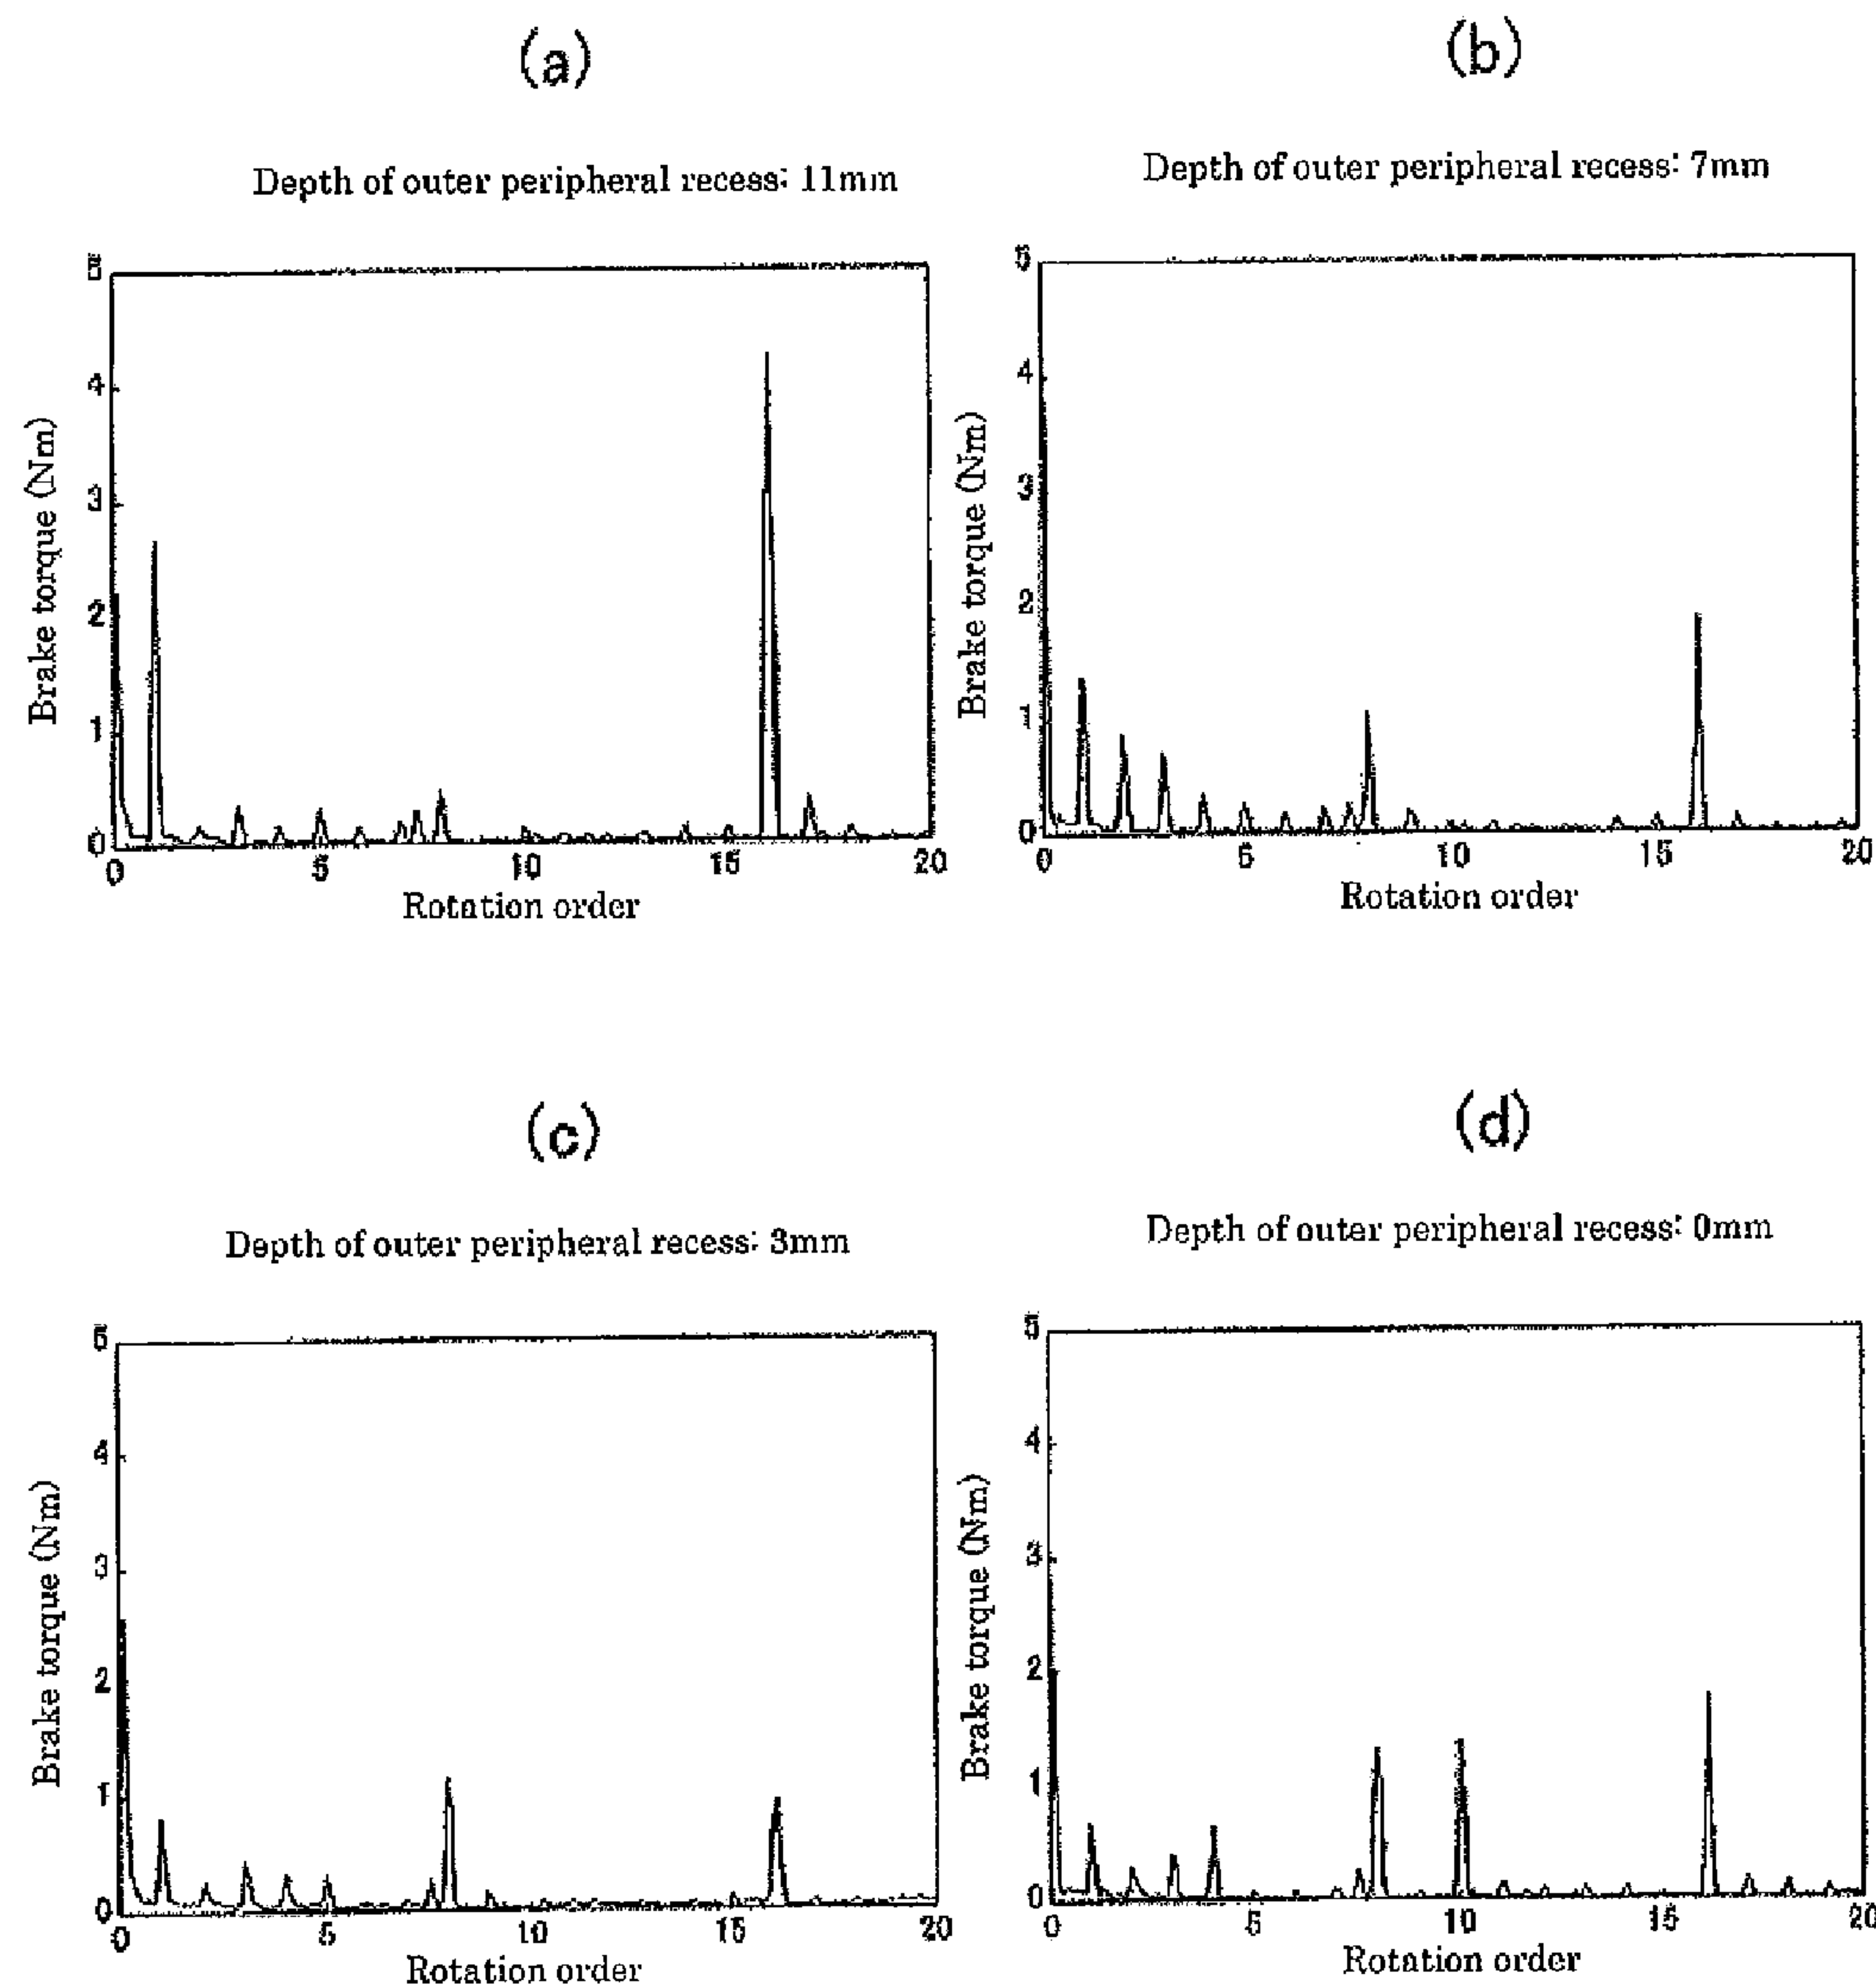 (a)
Depth of outer peripheral recess: 11mm
5
4
3
2
1
0
Brake torque (Nm)
0 5 10 15 20
Rotation order
(b)
Depth of outer peripheral recess: 7mm
5
4
3
2
1
0
Brake torque (Nm)
0 5 10 15 20
Rotation order
(c)
Depth of outer peripheral recess: 3mm
5
4
3
2
1
0
Brake torque (Nm)
0 5 10 15 20
Rotation order
(d)
Depth of outer peripheral recess: 0mm
5
4
3
2
1
0
Brake torque (Nm)
0 5 10 15 20
Rotation order